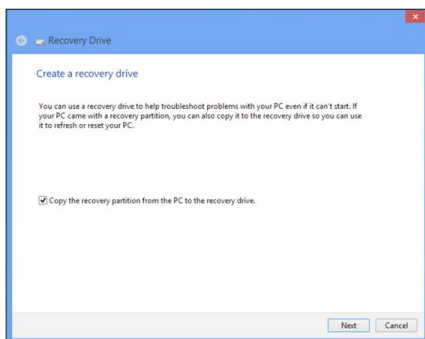 Recovery Drive
Create a recovery drive
You can use a recovery drive to help troubleshoot problems with your PC even if it can't start. If
your PC came with a recovery partition, you can also copy it to the recovery drive so you can use
it to refresh or reset your PC.
Copy the recovery partition from the PC to the recovery drive.
Next Cancel